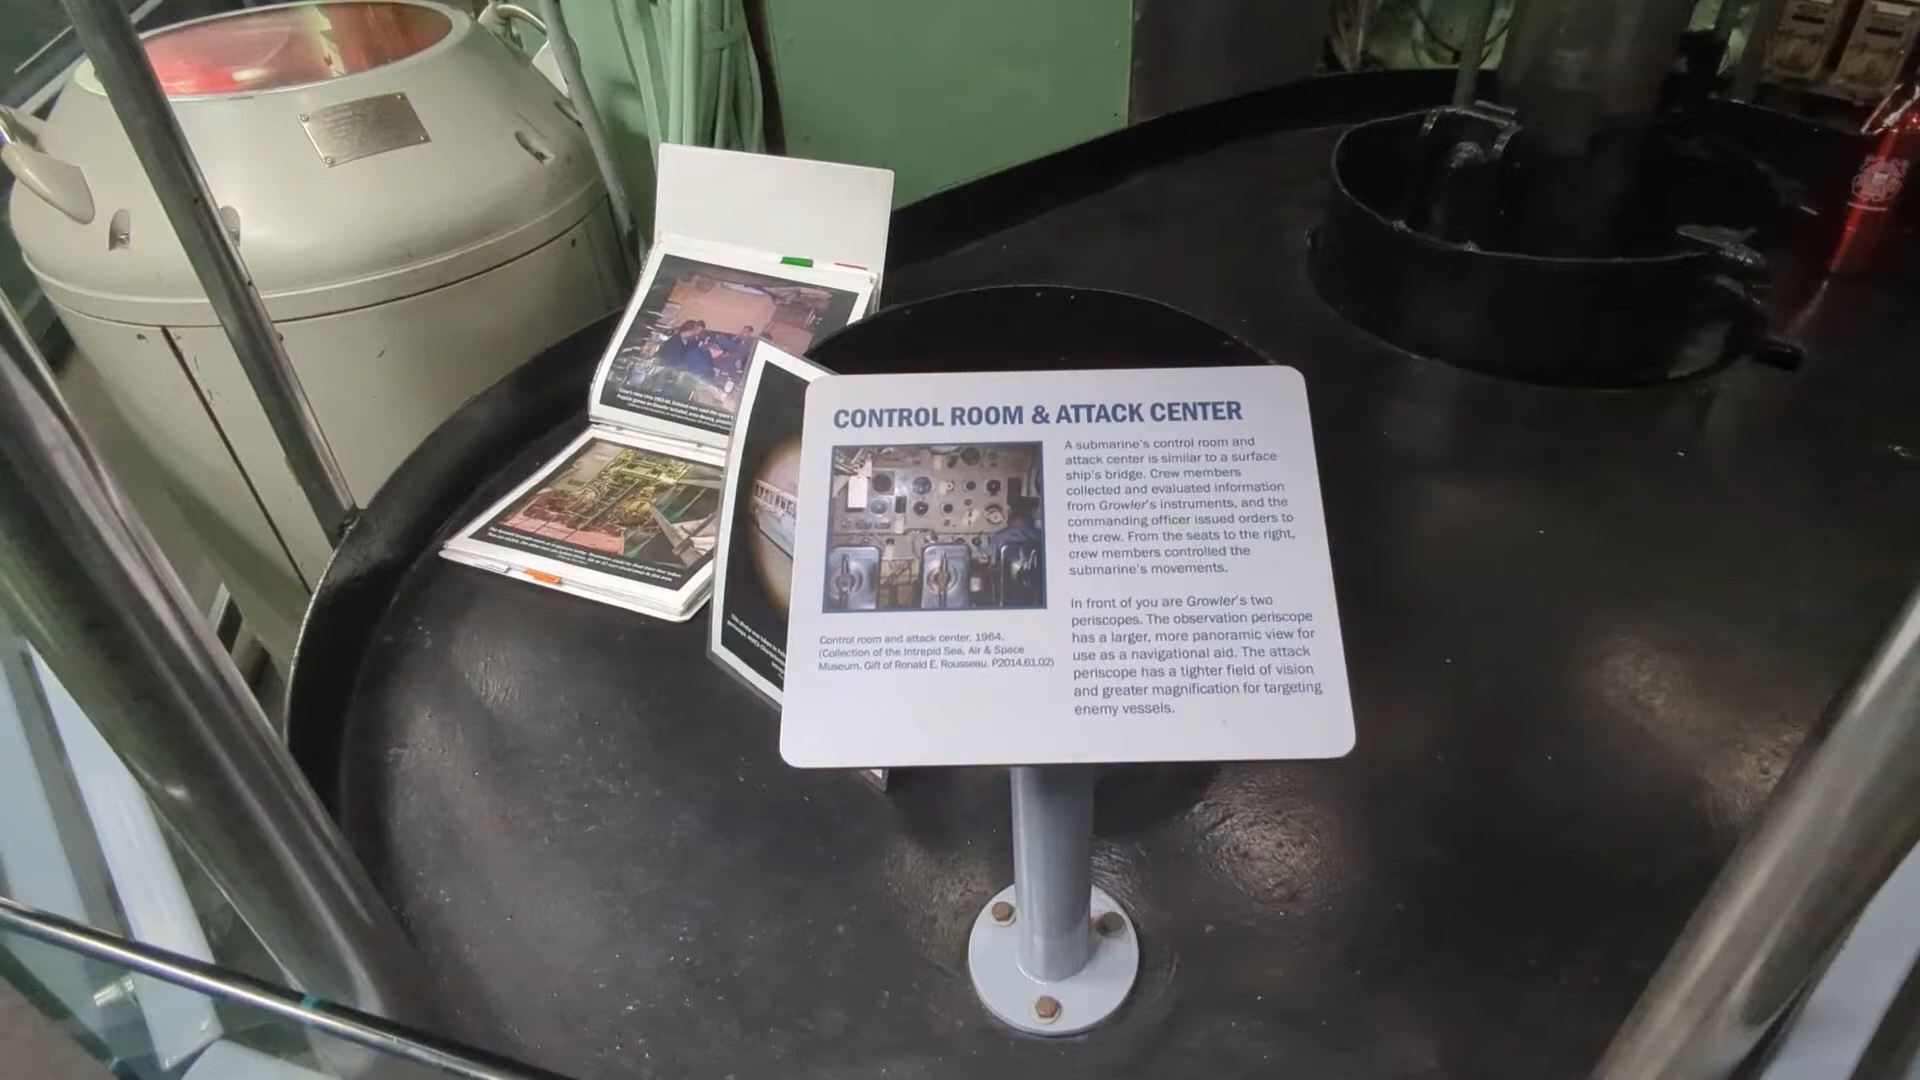 CONTROL ROOM & ATTACK CENTER
A submarine's control room and
attack center is similar to a surface
ship's bridge. Crew members
collected and evaluated information
from Growler's instruments, and the
commanding officer issued orders to
the crew. From the seats to the right,
crew members controlled the
submarine's movements.
In front of you are Growler's two
periscopes. The observation periscope
has a larger, more panoramic view for
use as a navigational aid. The attack
periscope has a tighter field of vision
and greater magnification for targeting
enemy vessels.
Control room and attack center, 1964.
(Collection of the Intrepid Sea, Air & Space
Museum. Gift of Ronald E. Rousseau. P2014.61.02)